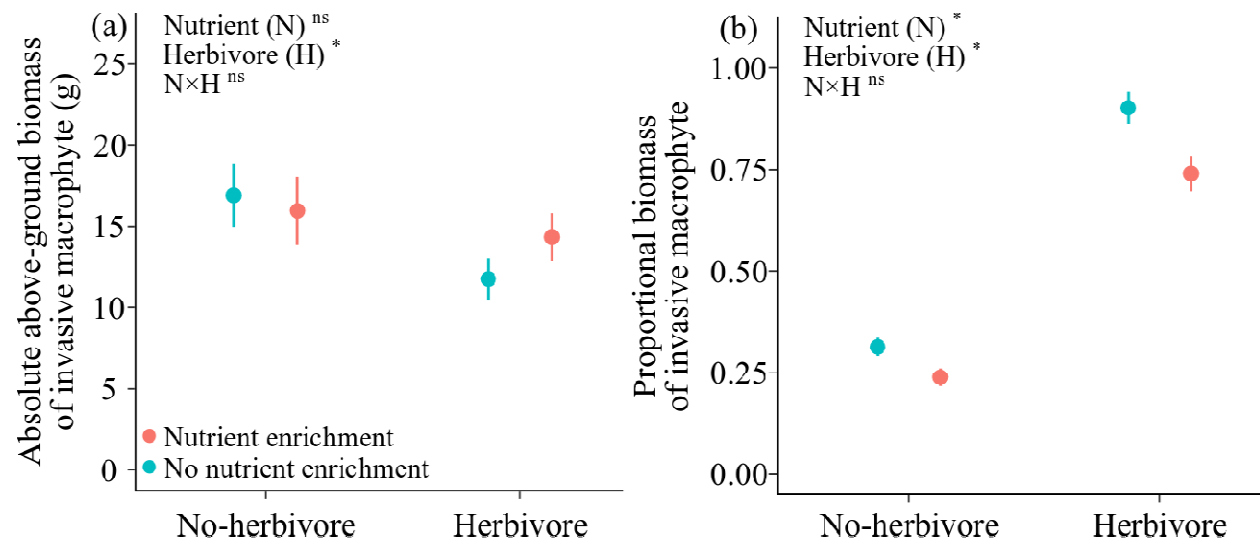 (a)
Nutrient (N) ns
Herbivore (H) *
N×H ns
Absolute above-ground biomass
of invasive macrophyte (g)
25
20
15
10
5
0
Nutrient enrichment
No nutrient enrichment
No-herbivore
Herbivore
(b)
Nutrient (N) *
Herbivore (H) *
N×H ns
Proportional biomass
of invasive macrophyte
1.00
0.75
0.50
0.25
0.00
No-herbivore
Herbivore